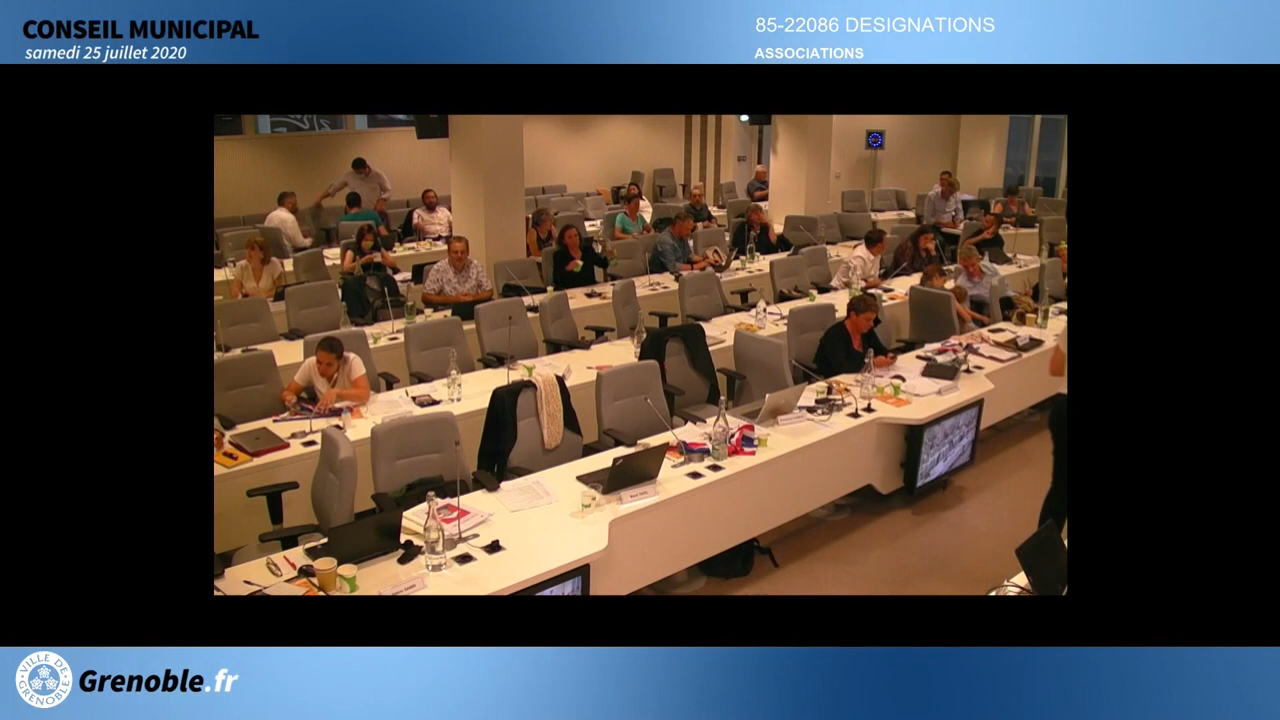 CONSEIL MUNICIPAL
samedi 25 juillet 2020
85-22086 DESIGNATIONS
ASSOCIATIONS
VILLE DE GRENOBLE
Grenoble.fr